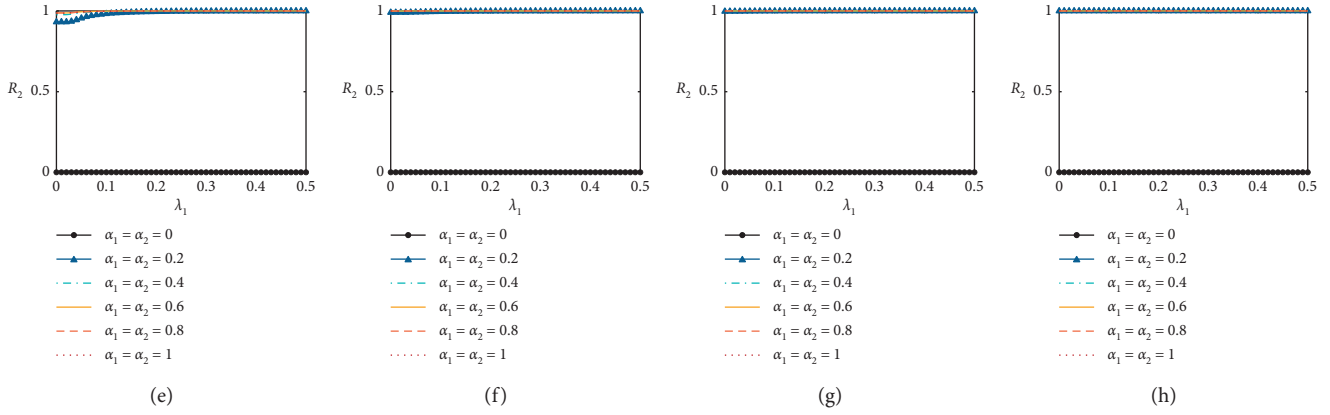 1
0.5
0
R₂
0 0.1 0.2 0.3 0.4 0.5
λ₁
α₁ = α₂ = 0
α₁ = α₂ = 0.2
α₁ = α₂ = 0.4
α₁ = α₂ = 0.6
α₁ = α₂ = 0.8
α₁ = α₂ = 1
(e)
1
0.5
0
R₂
0 0.1 0.2 0.3 0.4 0.5
λ₁
α₁ = α₂ = 0
α₁ = α₂ = 0.2
α₁ = α₂ = 0.4
α₁ = α₂ = 0.6
α₁ = α₂ = 0.8
α₁ = α₂ = 1
(f)
1
0.5
0
R₂
0 0.1 0.2 0.3 0.4 0.5
λ₁
α₁ = α₂ = 0
α₁ = α₂ = 0.2
α₁ = α₂ = 0.4
α₁ = α₂ = 0.6
α₁ = α₂ = 0.8
α₁ = α₂ = 1
(g)
1
0.5
0
R₂
0 0.1 0.2 0.3 0.4 0.5
λ₁
α₁ = α₂ = 0
α₁ = α₂ = 0.2
α₁ = α₂ = 0.4
α₁ = α₂ = 0.6
α₁ = α₂ = 0.8
α₁ = α₂ = 1
(h)